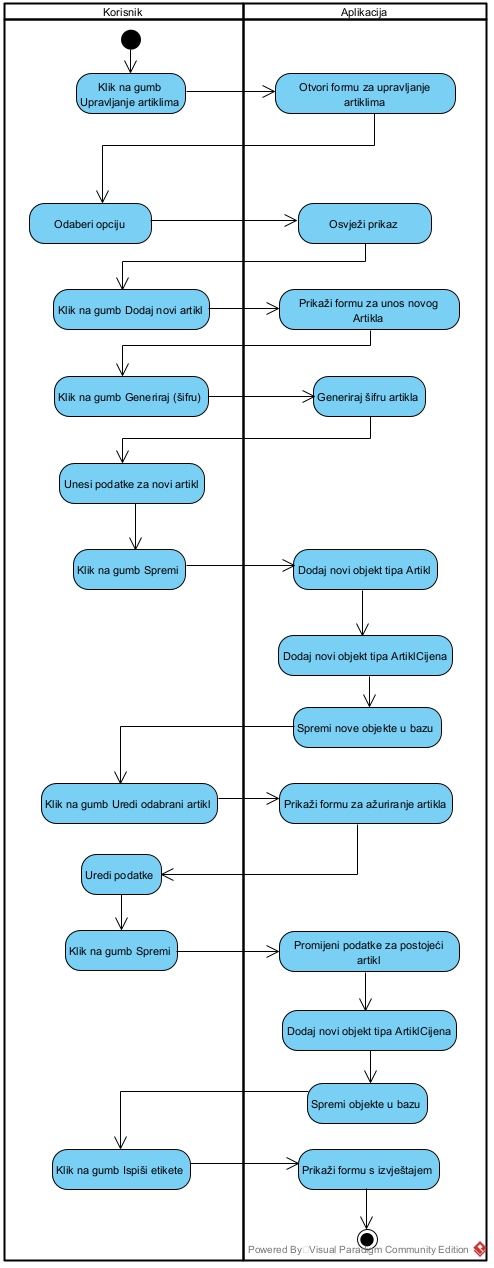 Korisnik
Aplikacija
Klik na gumb
Upravljanje artiklima
Otvori formu za upravljanje
artiklima
Odaberi opciju
Osvježi prikaz
Klik na gumb Dodaj novi artikl
Prikaži formu za unos novog
Artikla
Klik na gumb Generiraj (šifru)
Generiraj šifru artikla
Unesi podatke za novi artikl
Klik na gumb Spremi
Dodaj novi objekt tipa Artikl
Dodaj novi objekt tipa ArtiklCijena
Spremi nove objekte u bazu
Klik na gumb Uredi odabrani artikl
Prikaži formu za ažuriranje artikla
Uredi podatke
Klik na gumb Spremi
Promijeni podatke za postojeći
artikl
Dodaj novi objekt tipa ArtiklCijena
Spremi objekte u bazu
Klik na gumb Ispiši etikete
Prikaži formu s izvještajem
Powered By Visual Paradigm Community Edition